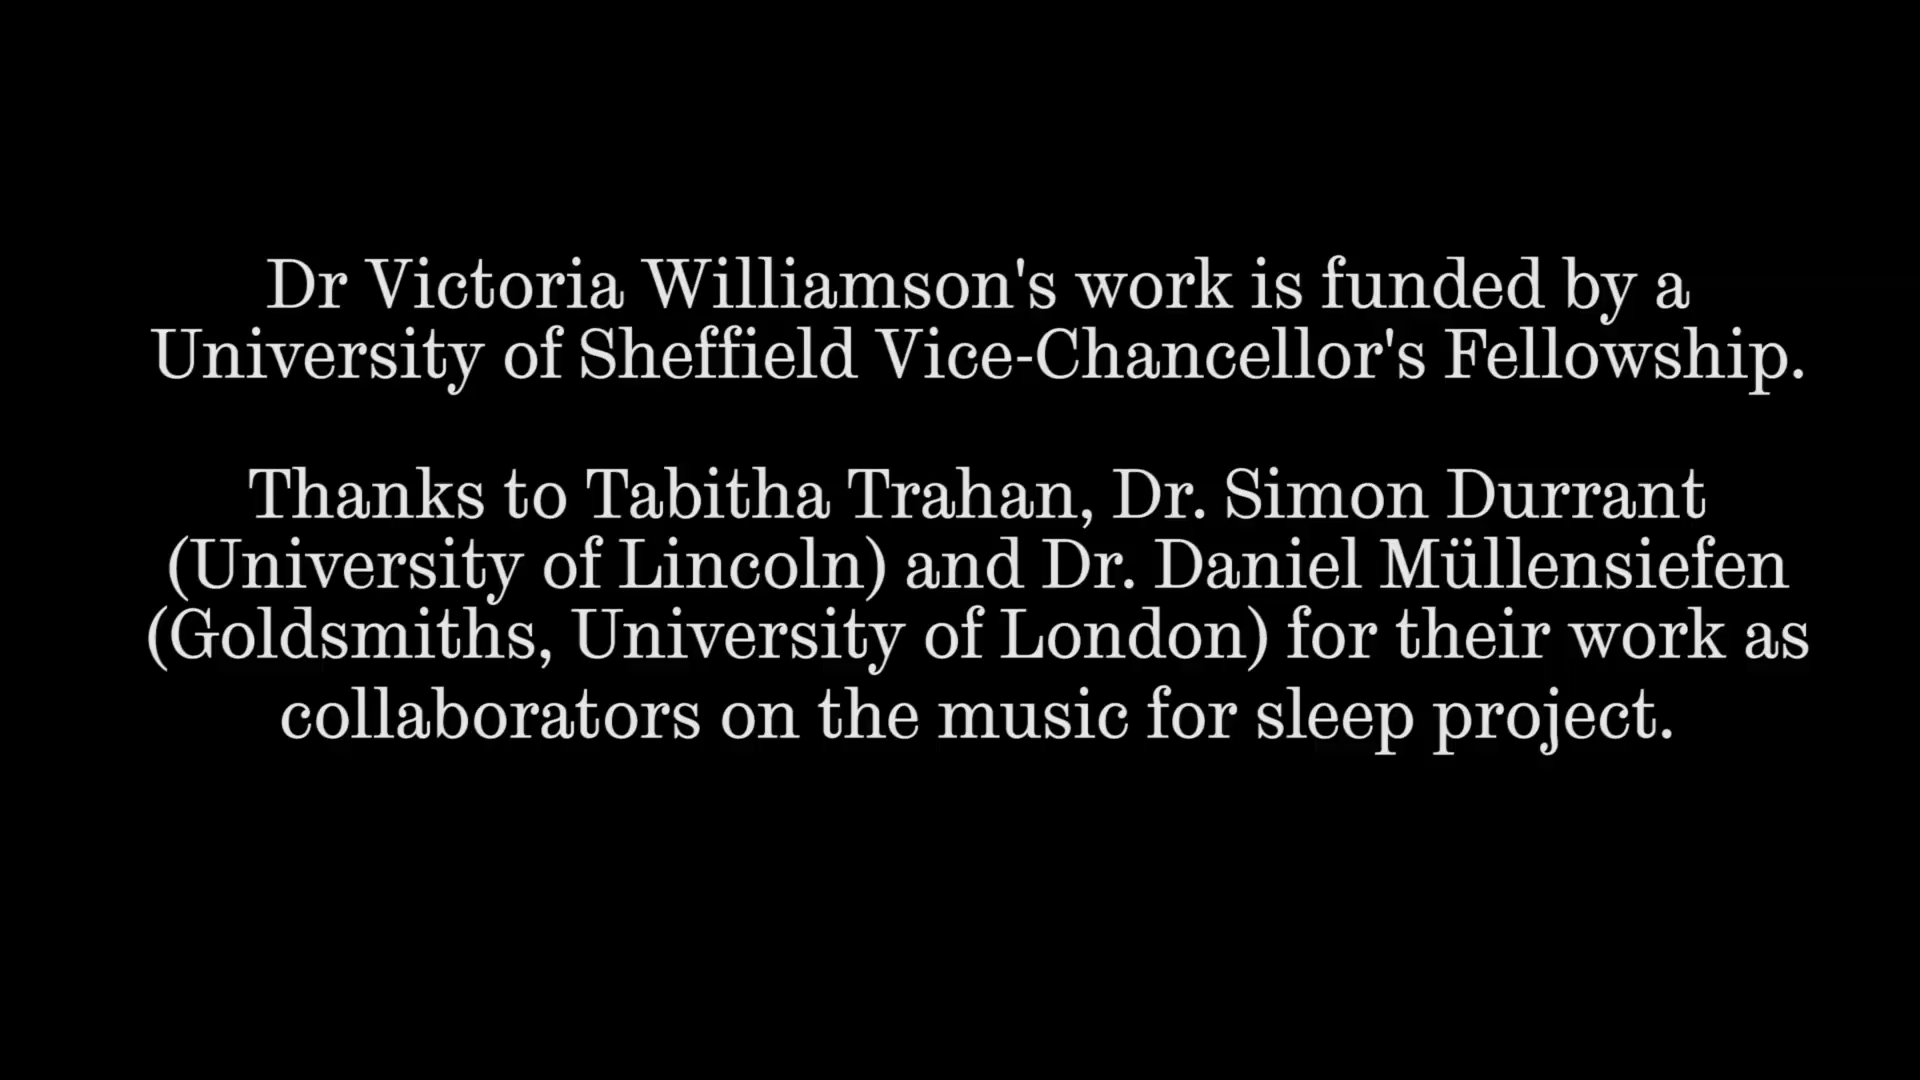 Dr Victoria Williamson's work is funded by a
University of Sheffield Vice-Chancellor's Fellowship.
Thanks to Tabitha Trahan, Dr. Simon Durrant
(University of Lincoln) and Dr. Daniel Müllensiefen
(Goldsmiths, University of London) for their work as
collaborators on the music for sleep project.